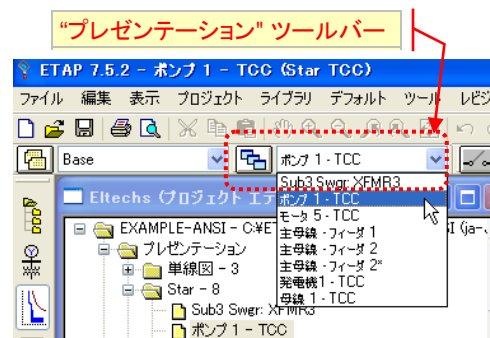 “プレゼンテーション" ツールバー
ETAP 7.5.2 - ポンプ 1 - TCC (Star TCC)
ファイル 編集 表示 プロジェクト ライブラリ デフォルト ツール レビジ
Base
ポンプ 1 - TCC
Sub3 Swgr: XFMR3
ポンプ 1 - TCC
モータ 5 - TCC
主母線 - フィーダ 1
主母線 - フィーダ 2
主母線 - フィーダ 2*
発電機1 - TCC
母線 1 - TCC
Eltechs (プロジェクト エデ
EXAMPLE-ANSI - C:¥ET
I (ja-､
プレゼンテーション
単線図 - 3
Star - 8
Sub3 Swgr: XFMR3
ポンプ 1 - TCC